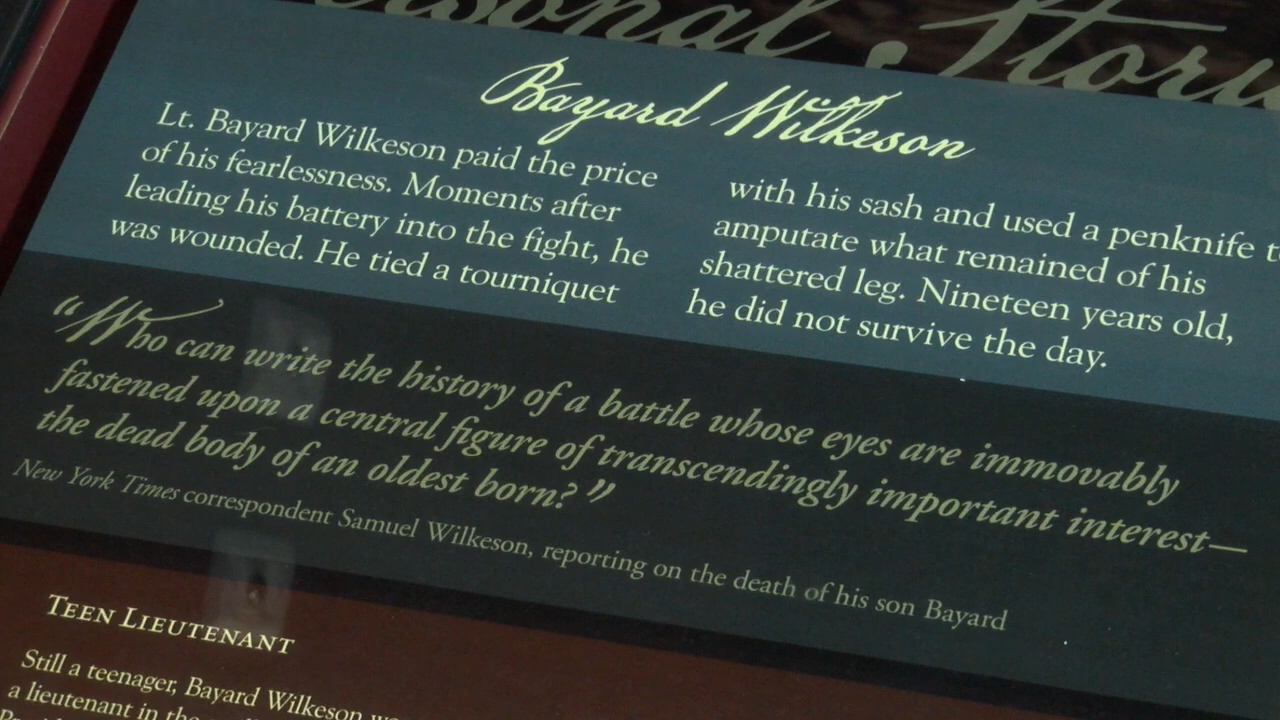 Personal Stories
Bayard Wilkeson
Lt. Bayard Wilkeson paid the price
of his fearlessness. Moments after
leading his battery into the fight, he
was wounded. He tied a tourniquet
with his sash and used a penknife to
amputate what remained of his
shattered leg. Nineteen years old,
he did not survive the day.
“Who can write the history of a battle whose eyes are immovably
fastened upon a central figure of transcendingly important interest—
the dead body of an oldest born?”
New York Times correspondent Samuel Wilkeson, reporting on the death of his son Bayard
TEEN LIEUTENANT
Still a teenager, Bayard Wilkeson
a lieutenant in the